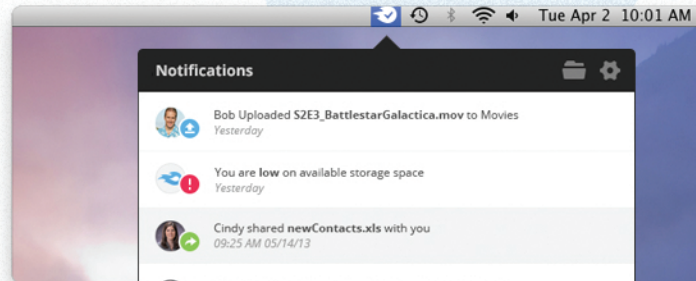 Tue Apr 2 10:01 AM
Notifications
Bob Uploaded S2E3_BattlestarGalactica.mov to Movies
Yesterday
You are low on available storage space
Yesterday
Cindy shared newContacts.xls with you
09:25 AM 05/14/13